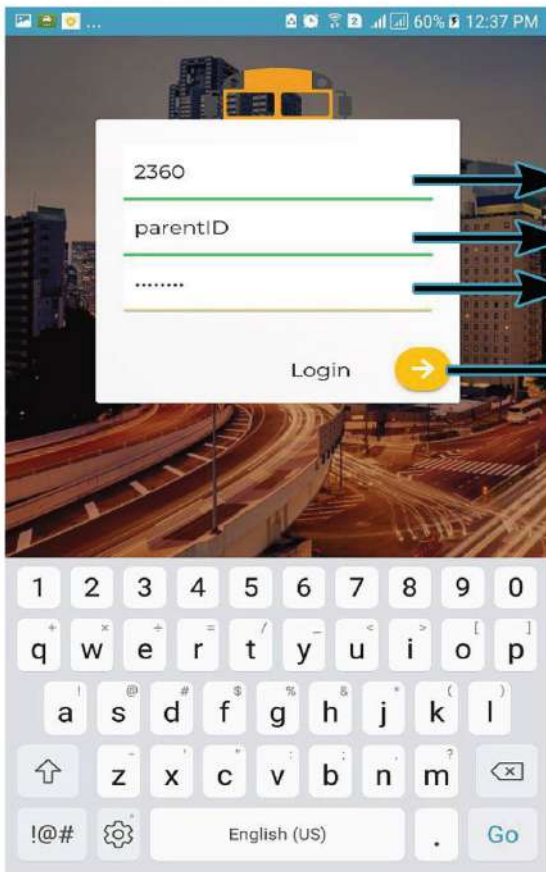 ... 2 60% 12:37 PM
2360
parentID
........
Login
1 2 3 4 5 6 7 8 9 0
+ × ÷ = / _ < > [ ]
q w e r t y u i o p
! @ # $ % & * ( )
a s d f g h j k l
- ' " : ; , ?
z x c v b n m
!@# English (US) . Go